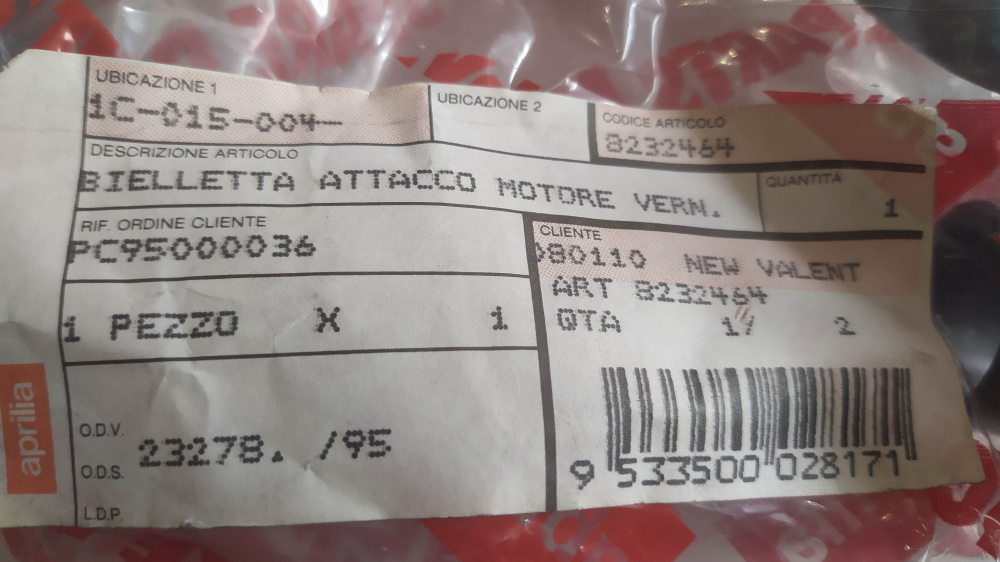 UBICAZIONE 1
1C-015-004-
UBICAZIONE 2
CODICE ARTICOLO
8232464
DESCRIZIONE ARTICOLO
BIELLETTA ATTACCO MOTORE VERN.
QUANTITÀ
1
RIF. ORDINE CLIENTE
PC95000036
CLIENTE
080110 NEW VALENT
ART 8232464
QTA 1/ 2
1 PEZZO X 1
aprilia
O.D.V.
23278. /95
O.D.S.
L.D.P.
9 533500 028171